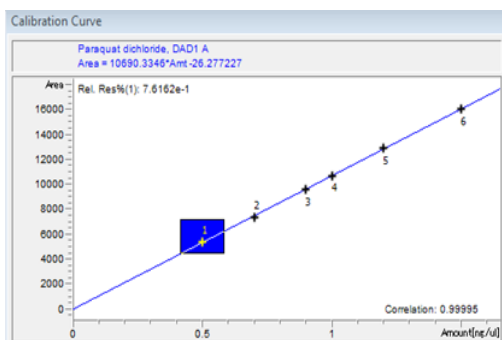 Calibration Curve
Paraquat dichloride, DAD1 A
Area = 10690.3346*Amt -26.277227
Area
Rel. Res%(1): 7.6162e-1
16000
14000
12000
10000
8000
6000
4000
2000
0
1
2
3
4
5
6
Correlation: 0.99995
0
0.5
1
Amount[ng/ul]